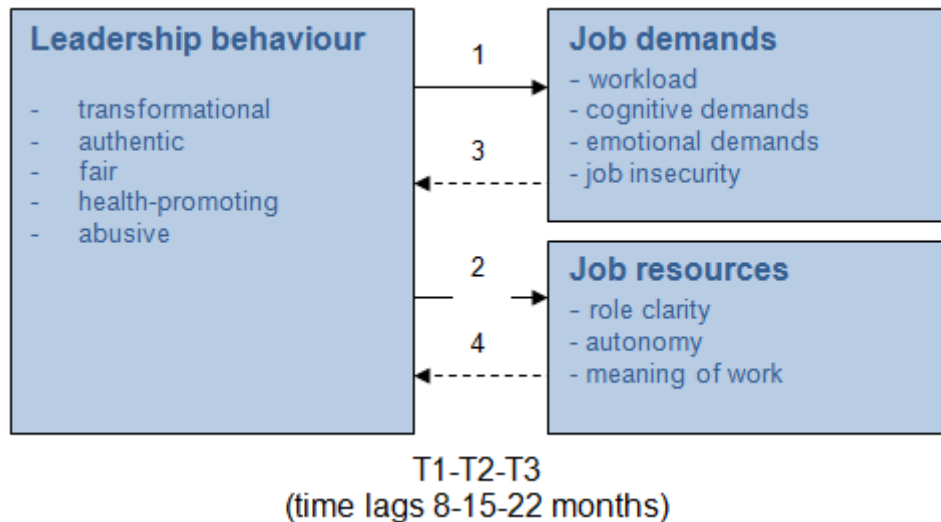 Leadership behaviour
- transformational
- authentic
- fair
- health-promoting
- abusive
1
3
2
4
Job demands
- workload
- cognitive demands
- emotional demands
- job insecurity
Job resources
- role clarity
- autonomy
- meaning of work
T1-T2-T3
(time lags 8-15-22 months)